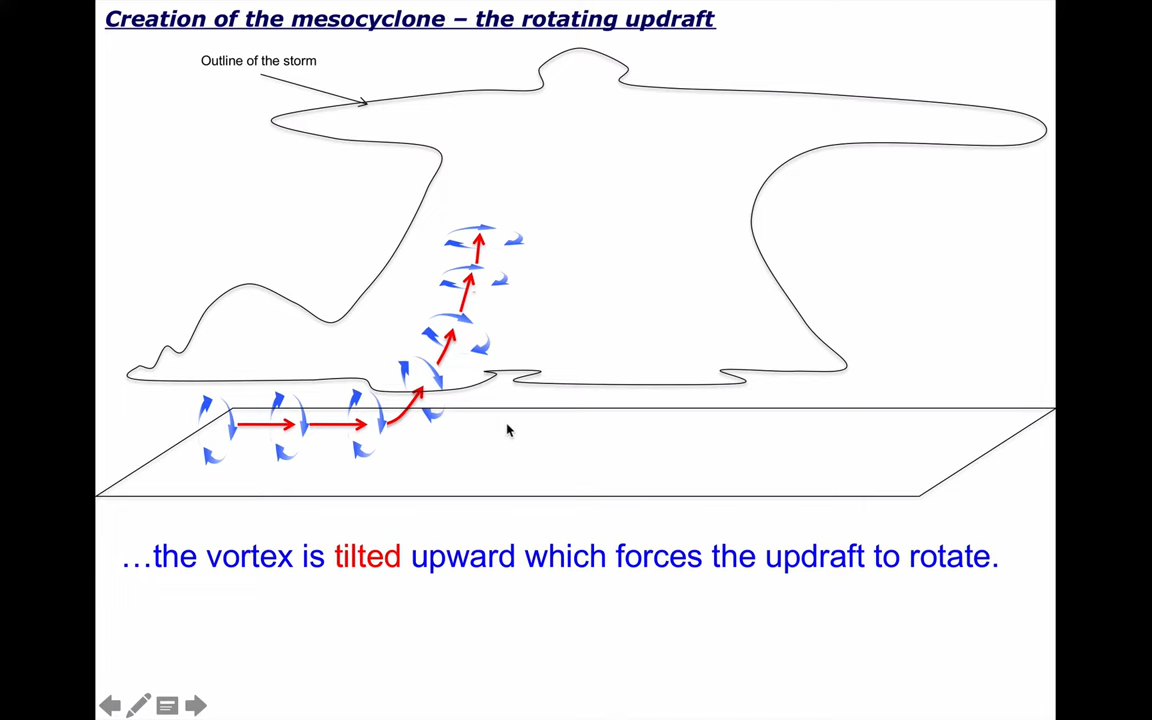 Creation of the mesocyclone – the rotating updraft
Outline of the storm
…the vortex is tilted upward which forces the updraft to rotate.